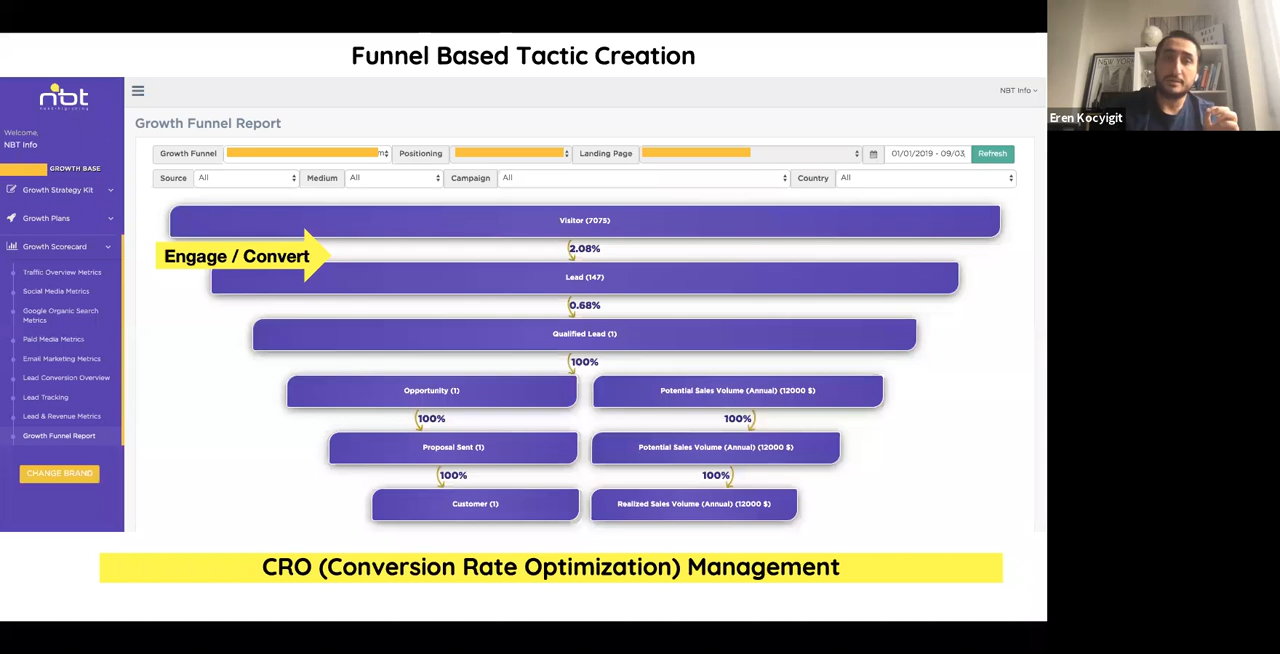 Funnel Based Tactic Creation
nbt
NBT Info
Welcome,
NBT Info
GROWTH BASE
Growth Strategy Kit
Growth Plans
Growth Scorecard
Traffic Overview Metrics
Social Media Metrics
Google Organic Search
Metrics
Paid Media Metrics
Email Marketing Metrics
Lead Conversion Overview
Lead Tracking
Lead & Revenue Metrics
Growth Funnel Report
CHANGE BRAND
Growth Funnel Report
Growth Funnel Positioning Landing Page 01/01/2019 - 09/03, Refresh
Source All Medium All Campaign All Country All
Visitor (7075)
2.08%
Engage / Convert
Lead (147)
0.68%
Qualified Lead (1)
100%
Opportunity (1) Potential Sales Volume (Annual) (12000 $)
100% 100%
Proposal Sent (1) Potential Sales Volume (Annual) (12000 $)
100% 100%
Customer (1) Realized Sales Volume (Annual) (12000 $)
CRO (Conversion Rate Optimization) Management
NEW YORK
Eren Kocyigit